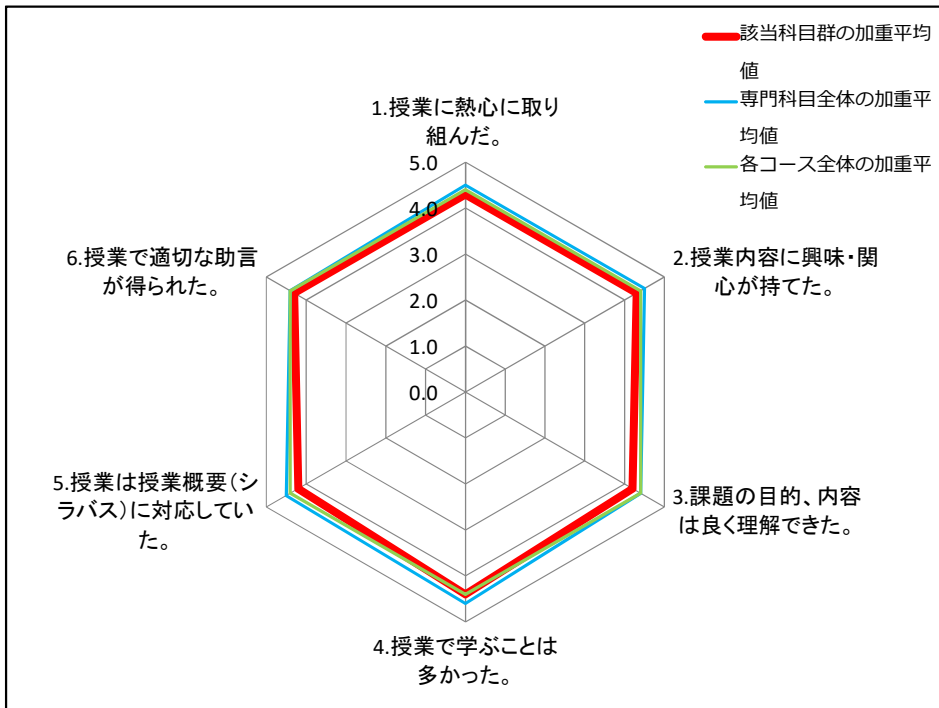 該当科目群の加重平均
値
専門科目全体の加重平
均値
各コース全体の加重平
均値
1.授業に熱心に取り
組んだ。
5.0
4.0
3.0
2.0
1.0
0.0
2.授業内容に興味・関
心が持てた。
3.課題の目的、内容
は良く理解できた。
4.授業で学ぶことは
多かった。
5.授業は授業概要(シ
ラバス)に対応してい
た。
6.授業で適切な助言
が得られた。